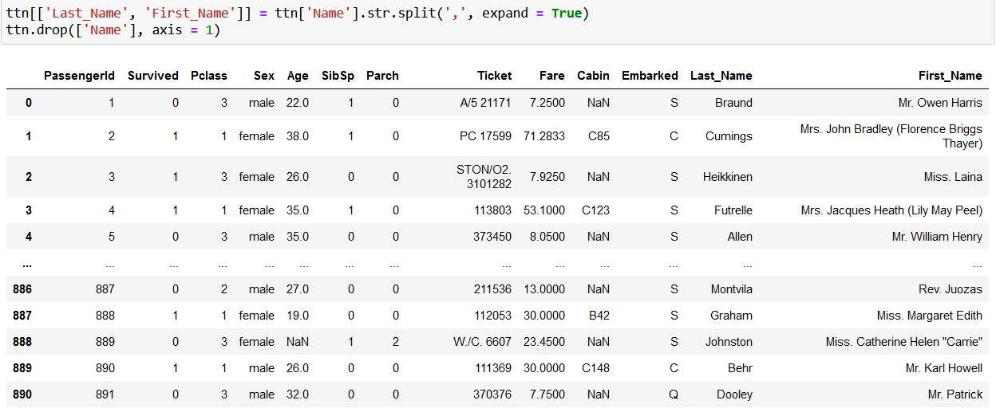 ttn[['Last_Name', 'First_Name']] = ttn['Name'].str.split(',', expand = True)
ttn.drop(['Name'], axis = 1)
PassengerId Survived Pclass Sex Age SibSp Parch Ticket Fare Cabin Embarked Last_Name First_Name
0 1 0 3 male 22.0 1 0 A/5 21171 7.2500 NaN S Braund Mr. Owen Harris
1 2 1 1 female 38.0 1 0 PC 17599 71.2833 C85 C Cumings Mrs. John Bradley (Florence Briggs
Thayer)
2 3 1 3 female 26.0 0 0 STON/O2.
3101282 7.9250 NaN S Heikkinen Miss. Laina
3 4 1 1 female 35.0 1 0 113803 53.1000 C123 S Futrelle Mrs. Jacques Heath (Lily May Peel)
4 5 0 3 male 35.0 0 0 373450 8.0500 NaN S Allen Mr. William Henry
... ... ... ... ... ... ... ... ... ... ... ... ... ...
886 887 0 2 male 27.0 0 0 211536 13.0000 NaN S Montvila Rev. Juozas
887 888 1 1 female 19.0 0 0 112053 30.0000 B42 S Graham Miss. Margaret Edith
888 889 0 3 female NaN 1 2 W./C. 6607 23.4500 NaN S Johnston Miss. Catherine Helen "Carrie"
889 890 1 1 male 26.0 0 0 111369 30.0000 C148 C Behr Mr. Karl Howell
890 891 0 3 male 32.0 0 0 370376 7.7500 NaN Q Dooley Mr. Patrick